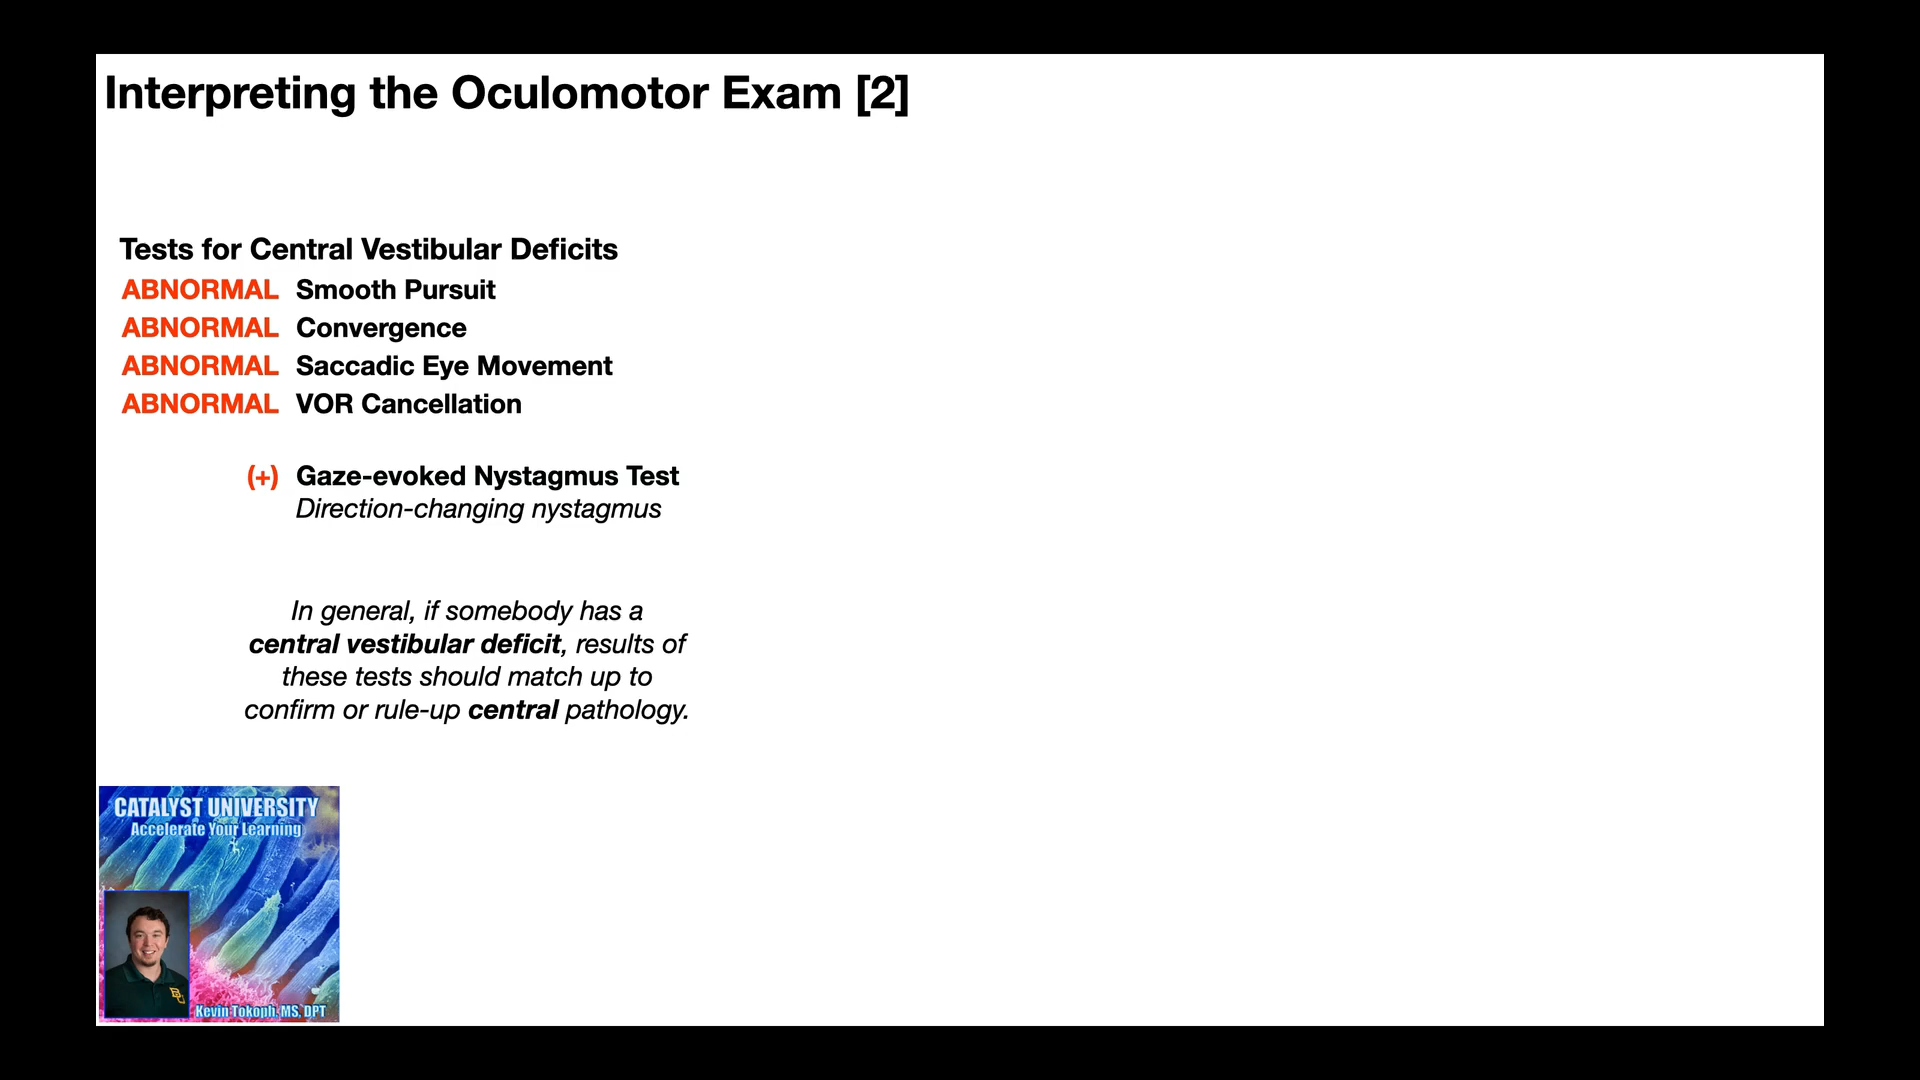 Interpreting the Oculomotor Exam [2]
Tests for Central Vestibular Deficits
ABNORMAL Smooth Pursuit
ABNORMAL Convergence
ABNORMAL Saccadic Eye Movement
ABNORMAL VOR Cancellation
(+) Gaze-evoked Nystagmus Test
Direction-changing nystagmus
In general, if somebody has a
central vestibular deficit, results of
these tests should match up to
confirm or rule-up central pathology.
CATALYST UNIVERSITY
Accelerate Your Learning
Kevin Tokoph, MS, DPT